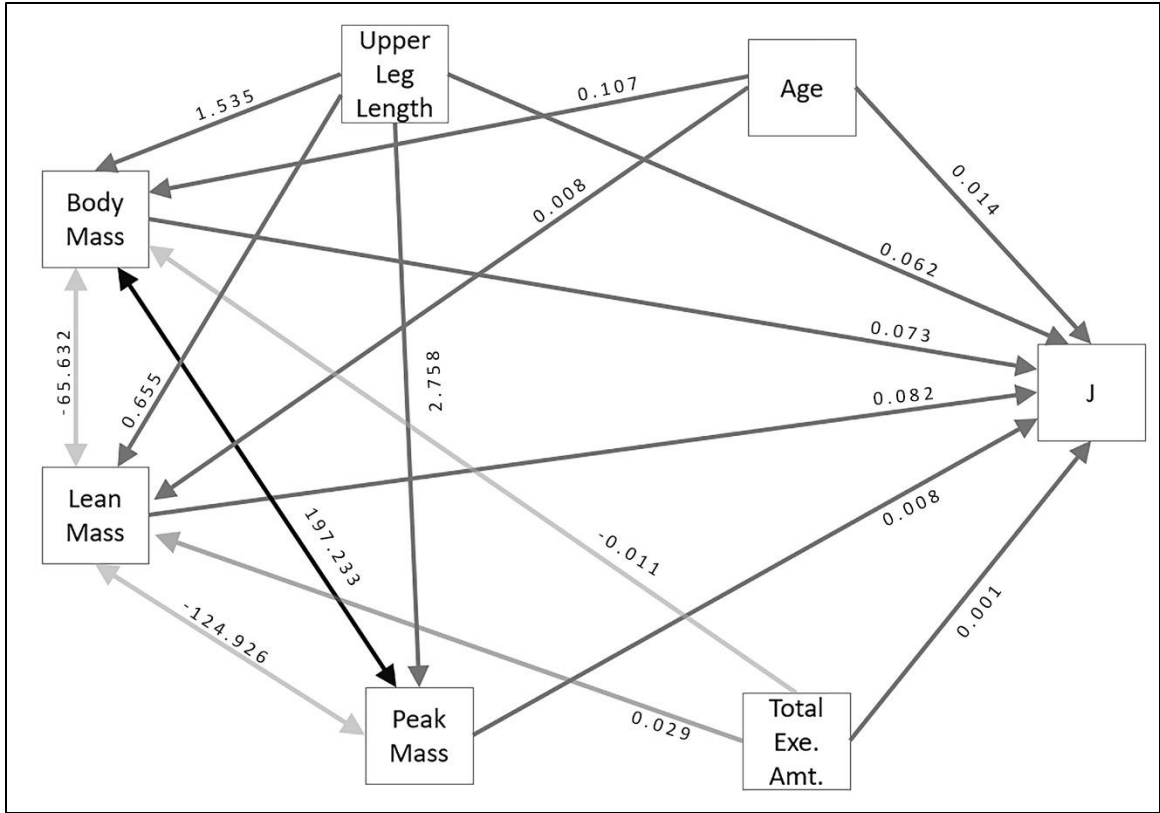 Upper
Leg
Length
Age
1.535
0.107
0.014
Body
Mass
0.008
0.062
0.073
-65.632
0.655
2.758
0.082
J
Lean
Mass
197.233
-0.011
0.008
0.001
-124.926
0.029
Peak
Mass
Total
Exe.
Amt.